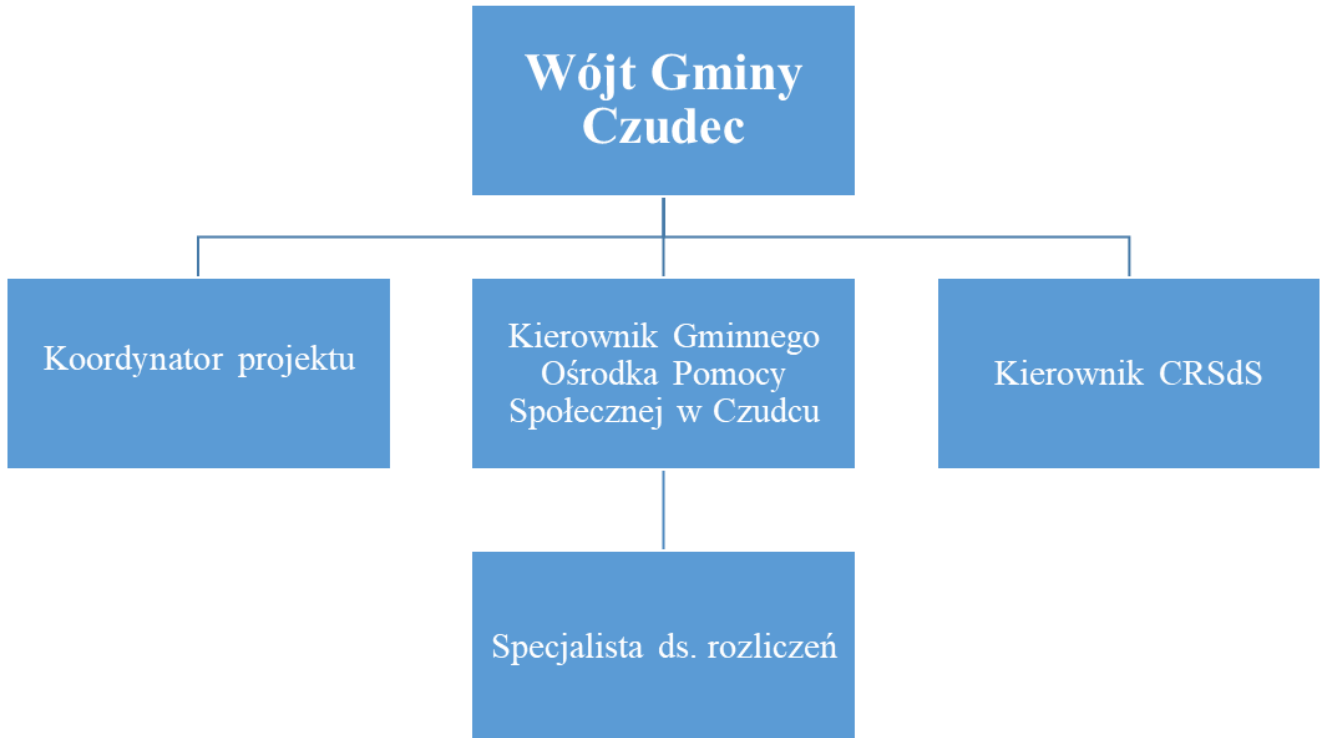 Wójt Gminy
Czudec
Koordynator projektu
Kierownik Gminnego
Ośrodka Pomocy
Społecznej w Czudcu
Kierownik CRSdS
Specjalista ds. rozliczeń